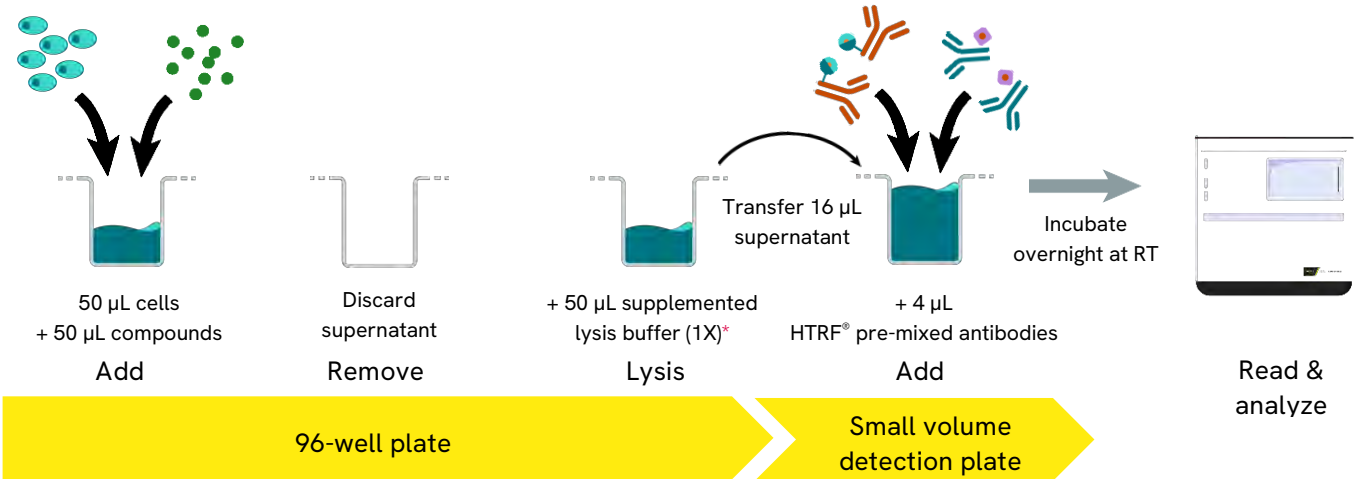 50 µL cells
+ 50 µL compounds
Add
Discard
supernatant
Remove
+ 50 µL supplemented
lysis buffer (1X)*
Lysis
Transfer 16 µL
supernatant
+ 4 µL
HTRF® pre-mixed antibodies
Add
Incubate
overnight at RT
Read &
analyze
96-well plate
Small volume
detection plate